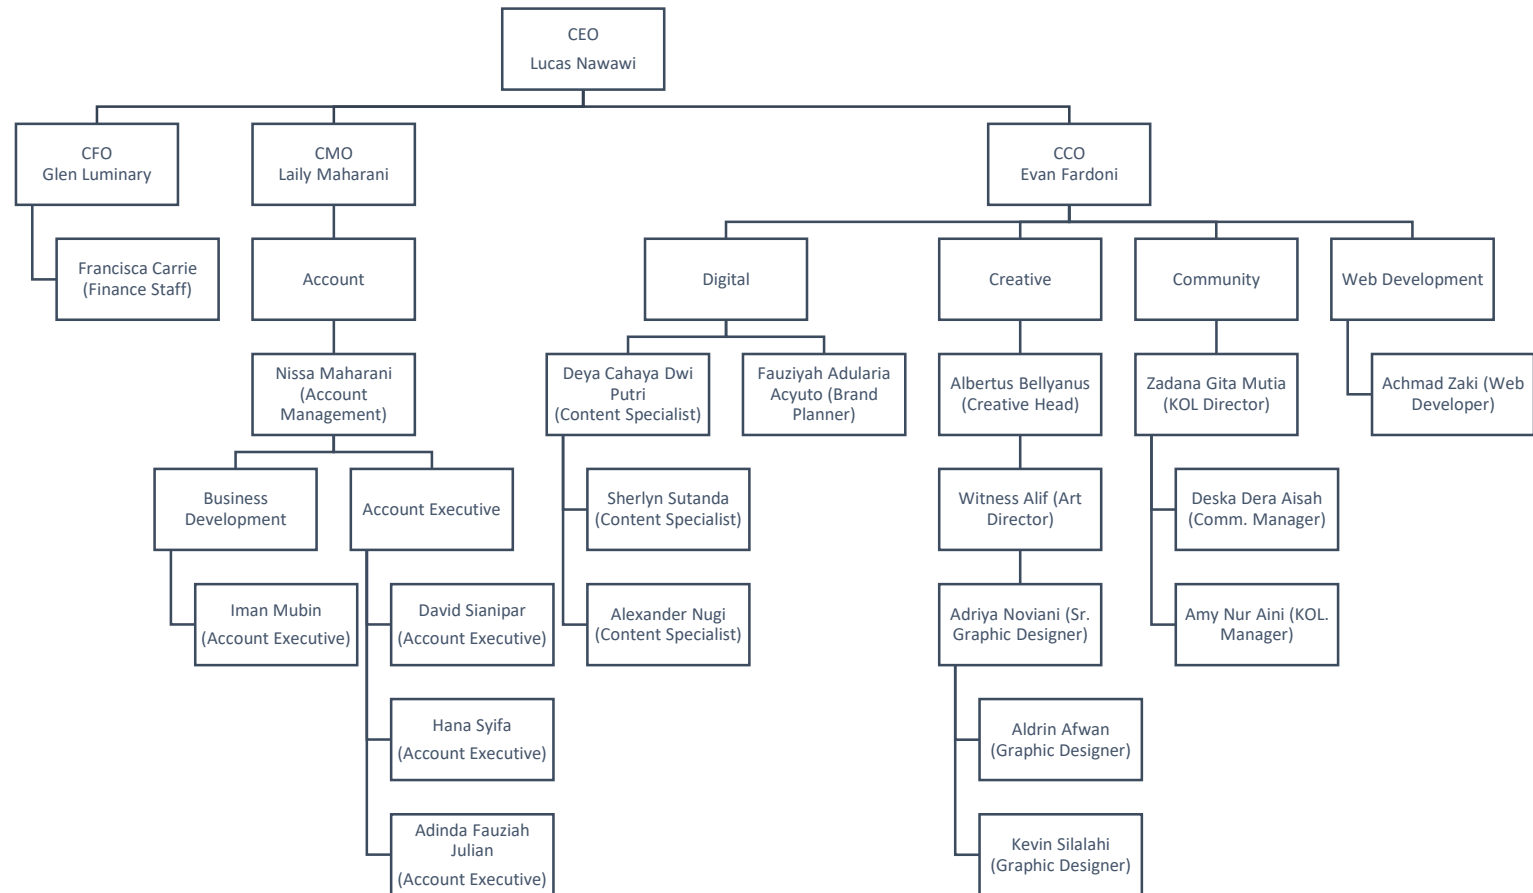 CEO
Lucas Nawawi
CFO
Glen Luminary
CMO
Laily Maharani
CCO
Evan Fardoni
Francisca Carrie
(Finance Staff)
Account
Digital
Creative
Community
Web Development
Nissa Maharani
(Account
Management)
Deya Cahaya Dwi
Putri
(Content Specialist)
Fauziyah Adularia
Acyuto (Brand
Planner)
Albertus Bellyanus
(Creative Head)
Zadana Gita Mutia
(KOL Director)
Achmad Zaki (Web
Developer)
Business
Development
Account Executive
Sherlyn Sutanda
(Content Specialist)
Witness Alif (Art
Director)
Deska Dera Aisah
(Comm. Manager)
Iman Mubin
(Account Executive)
David Sianipar
(Account Executive)
Alexander Nugi
(Content Specialist)
Adriya Noviani (Sr.
Graphic Designer)
Amy Nur Aini (KOL.
Manager)
Hana Syifa
(Account Executive)
Aldrin Afwan
(Graphic Designer)
Adinda Fauziah
Julian
(Account Executive)
Kevin Silalahi
(Graphic Designer)